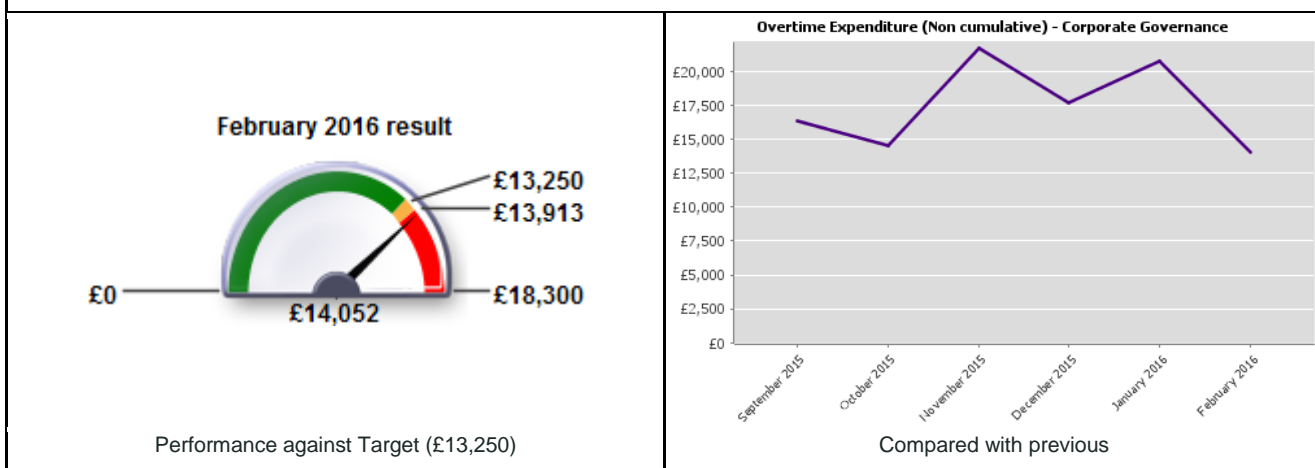 February 2016 result
£13,250
£13,913
£0
£18,300
£14,052
Performance against Target (£13,250)
Overtime Expenditure (Non cumulative) - Corporate Governance
£20,000
£17,500
£15,000
£12,500
£10,000
£7,500
£5,000
£2,500
£0
September 2015
October 2015
November 2015
December 2015
January 2016
February 2016
Compared with previous